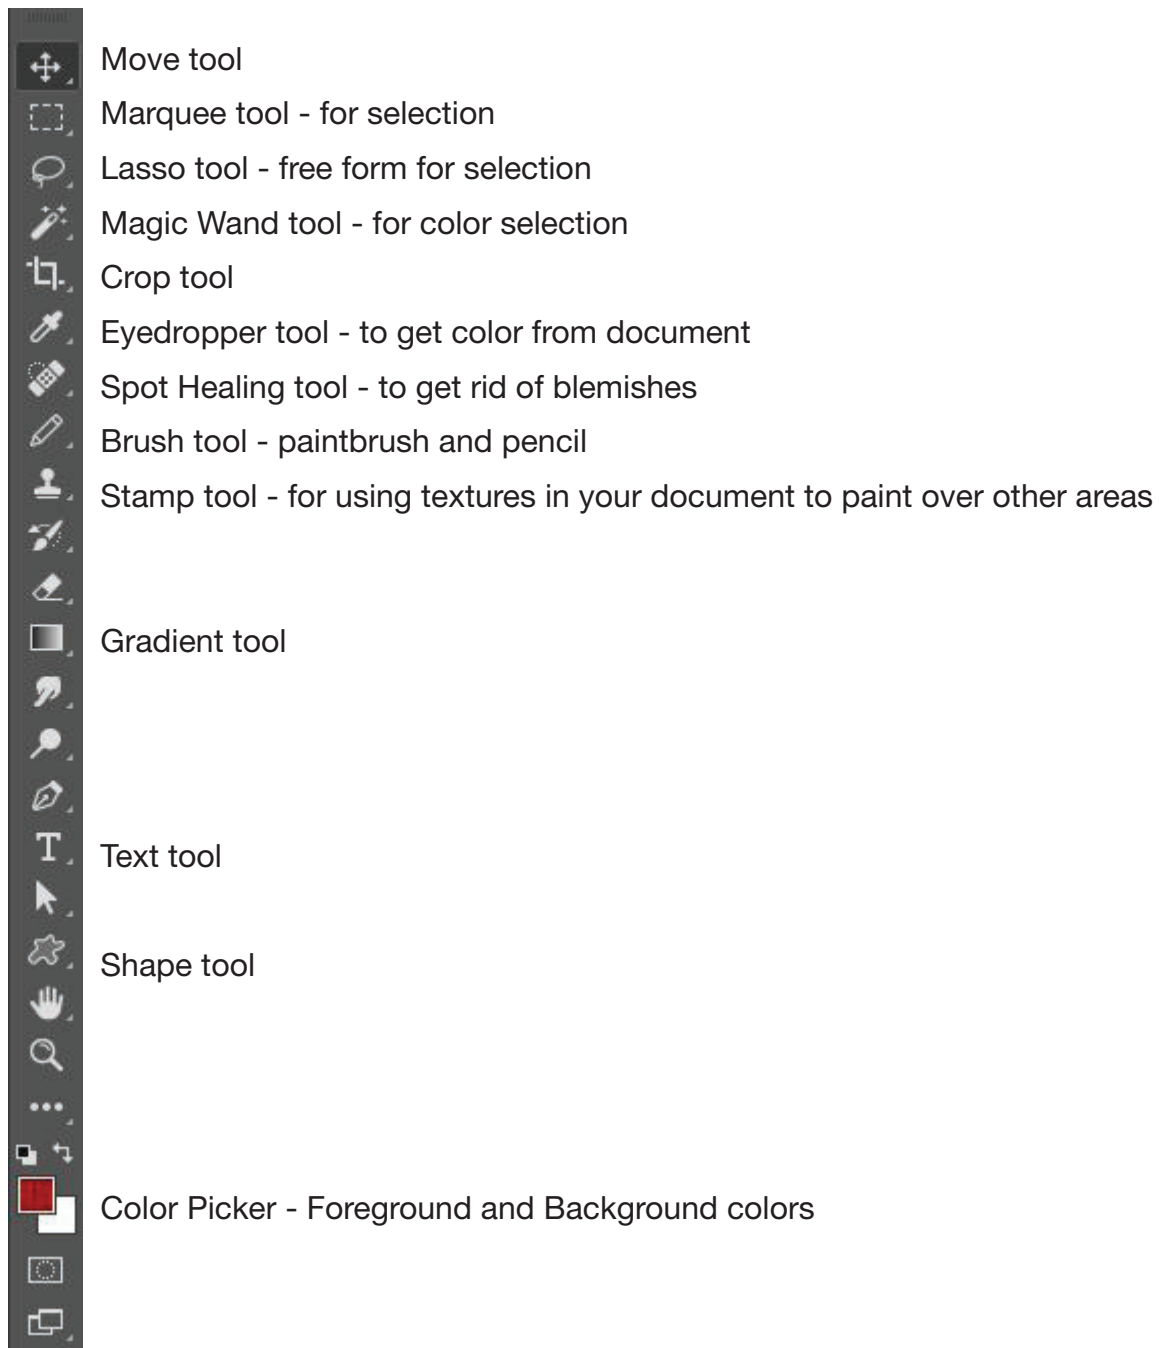 Move tool
Marquee tool - for selection
Lasso tool - free form for selection
Magic Wand tool - for color selection
Crop tool
Eyedropper tool - to get color from document
Spot Healing tool - to get rid of blemishes
Brush tool - paintbrush and pencil
Stamp tool - for using textures in your document to paint over other areas
Gradient tool
Text tool
Shape tool
Color Picker - Foreground and Background colors